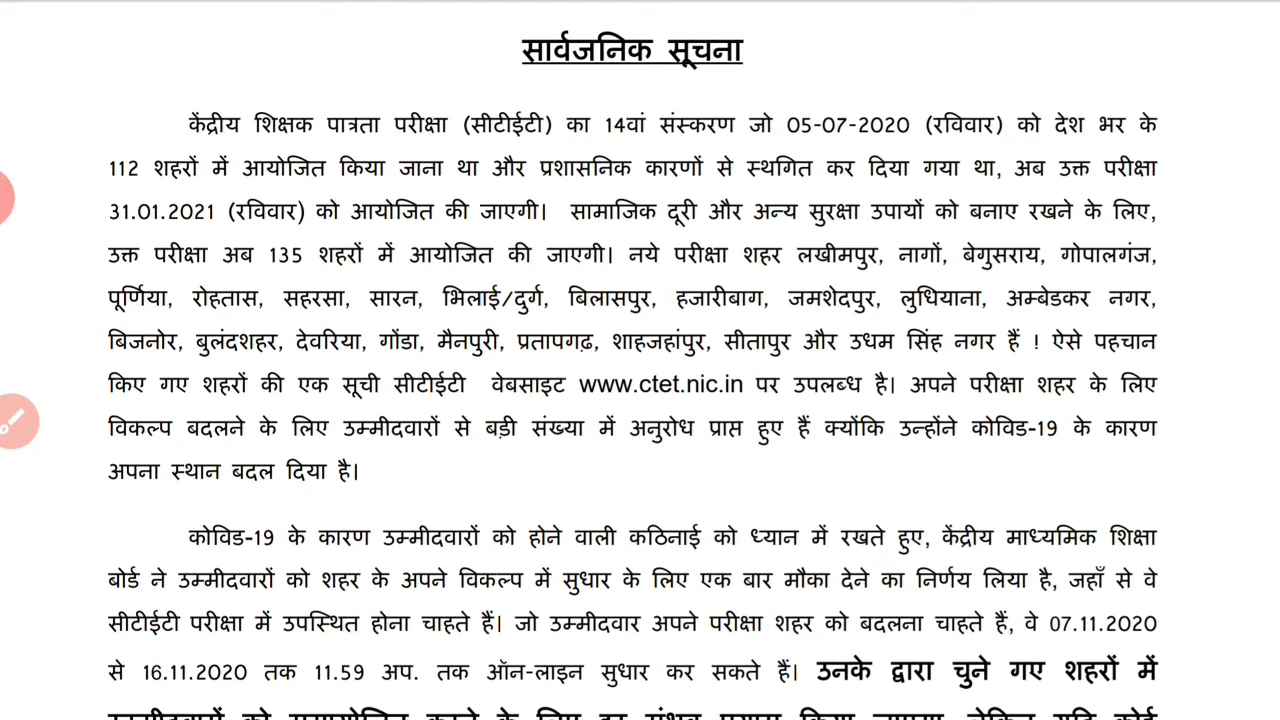 सार्वजनिक सूचना
केंद्रीय शिक्षक पात्रता परीक्षा (सीटीईटी) का 14वां संस्करण जो 05-07-2020 (रविवार) को देश भर के
112 शहरों में आयोजित किया जाना था और प्रशासनिक कारणों से स्थगित कर दिया गया था, अब उक्त परीक्षा
31.01.2021 (रविवार) को आयोजित की जाएगी। सामाजिक दूरी और अन्य सुरक्षा उपायों को बनाए रखने के लिए,
उक्त परीक्षा अब 135 शहरों में आयोजित की जाएगी। नये परीक्षा शहर लखीमपुर, नागों, बेगुसराय, गोपालगंज,
पूर्णिया, रोहतास, सहरसा, सारन, भिलाई/दुर्ग, बिलासपुर, हजारीबाग, जमशेदपुर, लुधियाना, अम्बेडकर नगर,
बिजनोर, बुलंदशहर, देवरिया, गोंडा, मैनपुरी, प्रतापगढ़, शाहजहांपुर, सीतापुर और उधम सिंह नगर हैं ! ऐसे पहचान
किए गए शहरों की एक सूची सीटीईटी वेबसाइट www.ctet.nic.in पर उपलब्ध है। अपने परीक्षा शहर के लिए
विकल्प बदलने के लिए उम्मीदवारों से बड़ी संख्या में अनुरोध प्राप्त हुए हैं क्योंकि उन्होंने कोविड-19 के कारण
अपना स्थान बदल दिया है।
कोविड-19 के कारण उम्मीदवारों को होने वाली कठिनाई को ध्यान में रखते हुए, केंद्रीय माध्यमिक शिक्षा
बोर्ड ने उम्मीदवारों को शहर के अपने विकल्प में सुधार के लिए एक बार मौका देने का निर्णय लिया है, जहाँ से वे
सीटीईटी परीक्षा में उपस्थित होना चाहते हैं। जो उम्मीदवार अपने परीक्षा शहर को बदलना चाहते हैं, वे 07.11.2020
से 16.11.2020 तक 11.59 अप. तक ऑन-लाइन सुधार कर सकते हैं। उनके द्वारा चुने गए शहरों में